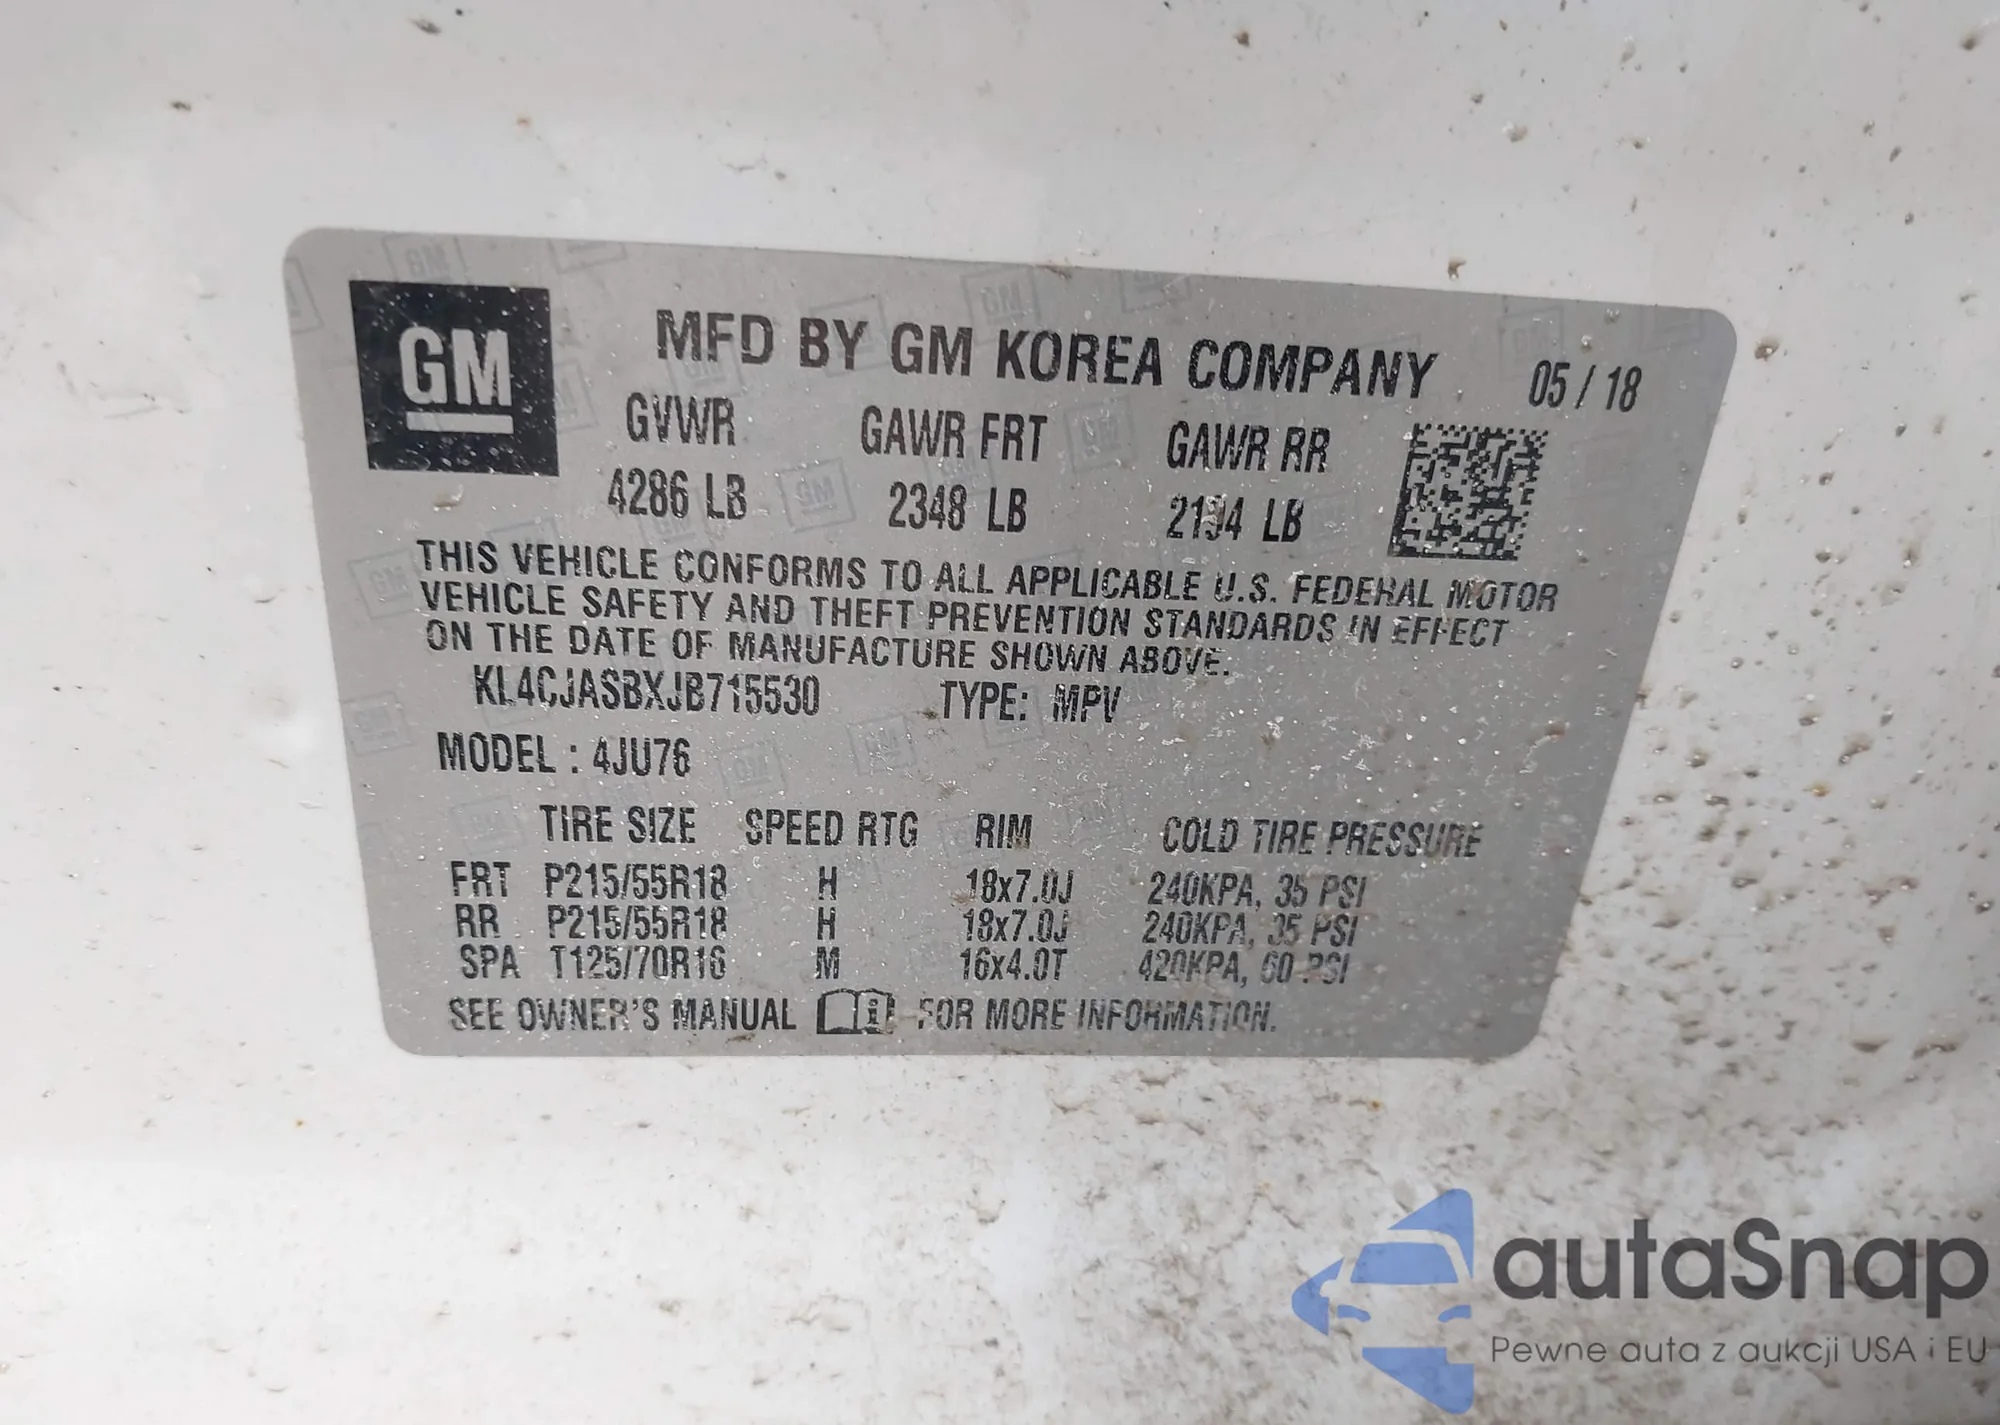 GM
MFD BY GM KOREA COMPANY 05 / 18
GVWR GAWR FRT GAWR RR
4286 LB 2348 LB 2194 LB
THIS VEHICLE CONFORMS TO ALL APPLICABLE U.S. FEDERAL MOTOR
VEHICLE SAFETY AND THEFT PREVENTION STANDARDS IN EFFECT
ON THE DATE OF MANUFACTURE SHOWN ABOVE.
KL4CJASBXJB715530 TYPE: MPV
MODEL : 4JU76
TIRE SIZE SPEED RTG RIM COLD TIRE PRESSURE
FRT P215/55R18 H 18x7.0J 240KPA, 35 PSI
RR P215/55R18 H 18x7.0J 240KPA, 35 PSI
SPA T125/70R16 M 16x4.0T 420KPA, 60 PSI
SEE OWNER'S MANUAL FOR MORE INFORMATION.
autaSnap
Pewne auta z aukcji USA i EU